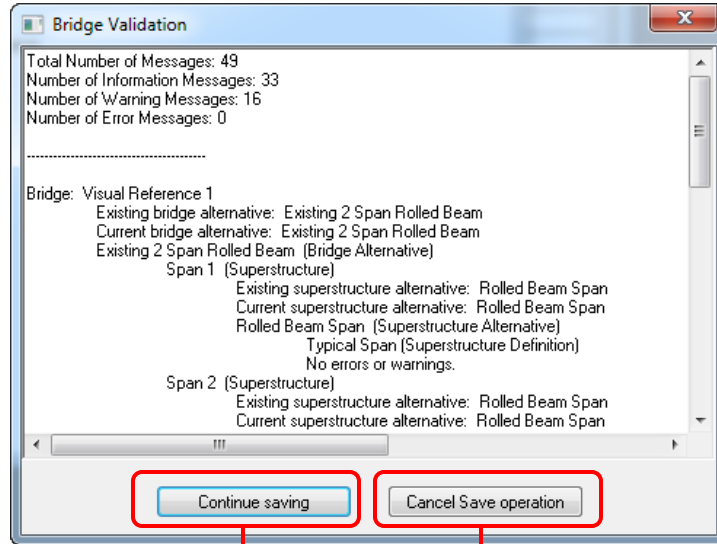 Bridge Validation
Total Number of Messages: 49
Number of Information Messages: 33
Number of Warning Messages: 16
Number of Error Messages: 0
----------------------------------------
Bridge: Visual Reference 1
Existing bridge alternative: Existing 2 Span Rolled Beam
Current bridge alternative: Existing 2 Span Rolled Beam
Existing 2 Span Rolled Beam (Bridge Alternative)
Span 1 (Superstructure)
Existing superstructure alternative: Rolled Beam Span
Current superstructure alternative: Rolled Beam Span
Rolled Beam Span (Superstructure Alternative)
Typical Span (Superstructure Definition)
No errors or warnings.
Span 2 (Superstructure)
Existing superstructure alternative: Rolled Beam Span
Current superstructure alternative: Rolled Beam Span
Continue saving
Cancel Save operation